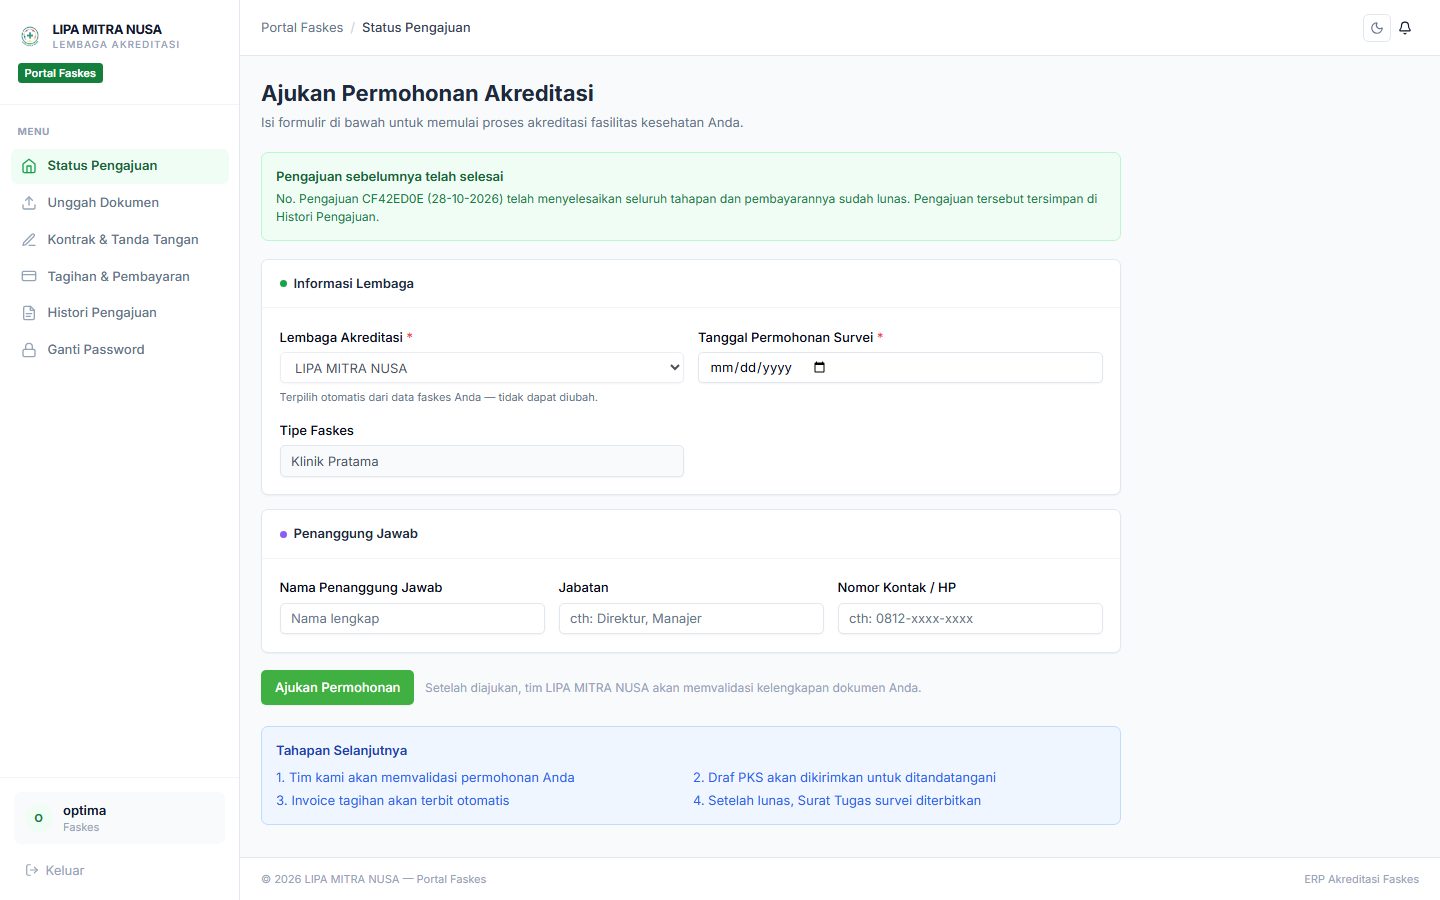 LIPA MITRA NUSA
LEMBAGA AKREDITASI
Portal Faskes
MENU
Status Pengajuan
Unggah Dokumen
Kontrak & Tanda Tangan
Tagihan & Pembayaran
Histori Pengajuan
Ganti Password
O
optima
Faskes
Keluar
Portal Faskes / Status Pengajuan
Ajukan Permohonan Akreditasi
Isi formulir di bawah untuk memulai proses akreditasi fasilitas kesehatan Anda.
Pengajuan sebelumnya telah selesai
No. Pengajuan CF42ED0E (28-10-2026) telah menyelesaikan seluruh tahapan dan pembayarannya sudah lunas. Pengajuan tersebut tersimpan di
Histori Pengajuan.
Informasi Lembaga
Lembaga Akreditasi *
LIPA MITRA NUSA
Terpilih otomatis dari data faskes Anda — tidak dapat diubah.
Tanggal Permohonan Survei *
mm/dd/yyyy
Tipe Faskes
Klinik Pratama
Penanggung Jawab
Nama Penanggung Jawab
Nama lengkap
Jabatan
cth: Direktur, Manajer
Nomor Kontak / HP
cth: 0812-xxxx-xxxx
Ajukan Permohonan
Setelah diajukan, tim LIPA MITRA NUSA akan memvalidasi kelengkapan dokumen Anda.
Tahapan Selanjutnya
1. Tim kami akan memvalidasi permohonan Anda
2. Draf PKS akan dikirimkan untuk ditandatangani
3. Invoice tagihan akan terbit otomatis
4. Setelah lunas, Surat Tugas survei diterbitkan
© 2026 LIPA MITRA NUSA — Portal Faskes
ERP Akreditasi Faskes